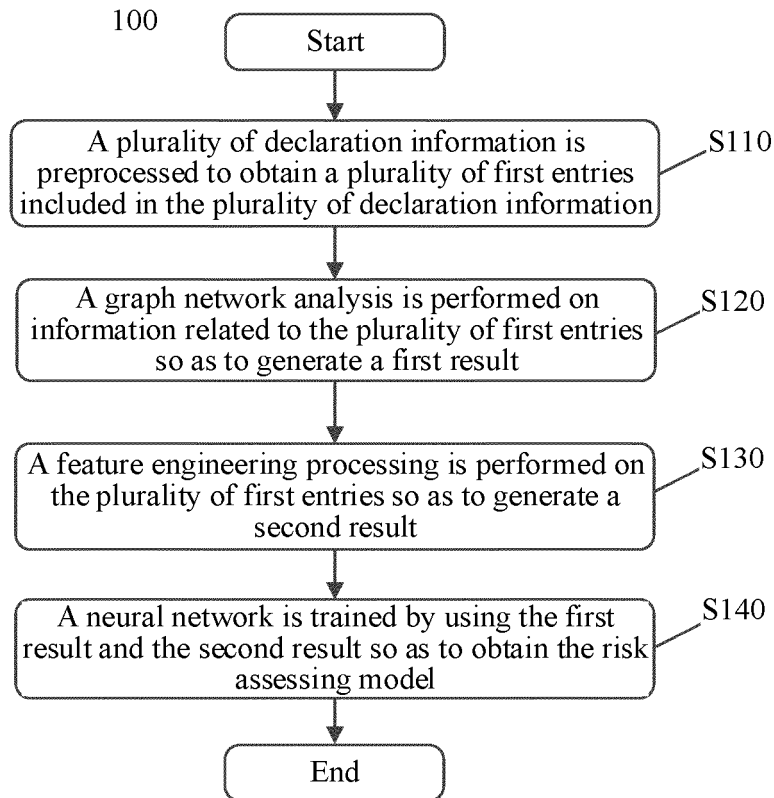 100
Start
A plurality of declaration information is
preprocessed to obtain a plurality of first entries
included in the plurality of declaration information
S110
A graph network analysis is performed on
information related to the plurality of first entries
so as to generate a first result
S120
A feature engineering processing is performed on
the plurality of first entries so as to generate a
second result
S130
A neural network is trained by using the first
result and the second result so as to obtain the risk
assessing model
S140
End